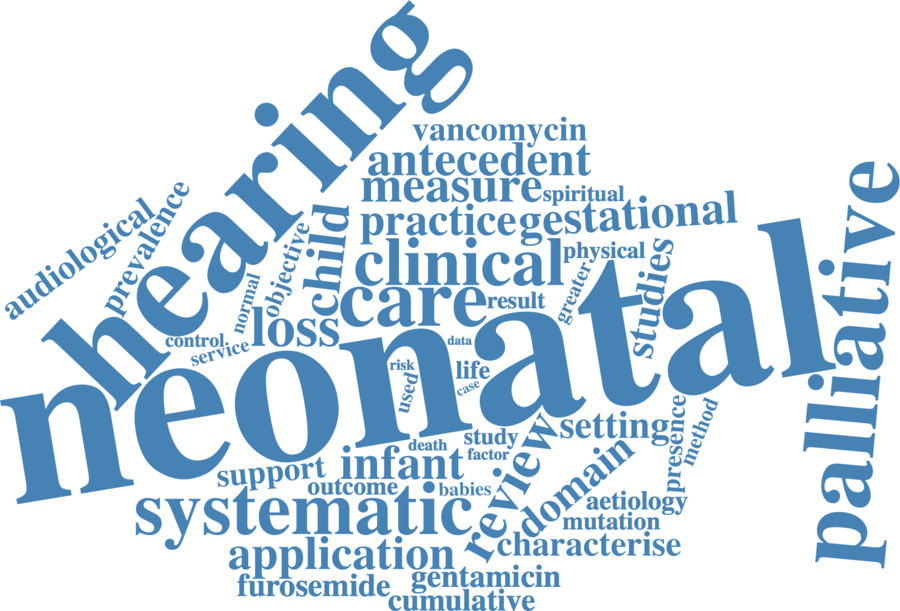 hearing
vancomycin
antecedent
measure
spiritual
audiological
prevalence
practice
gestational
child
objective
normal
clinical
physical
studies
greater
palliative
care
result
loss
control
service
data
neonatal
risk
used
life
case
setting
presence
method
death
study
factor
review
domain
support
infant
outcome
babies
systematic
aetiology
mutation
characterise
application
furosemide
gentamicin
cumulative